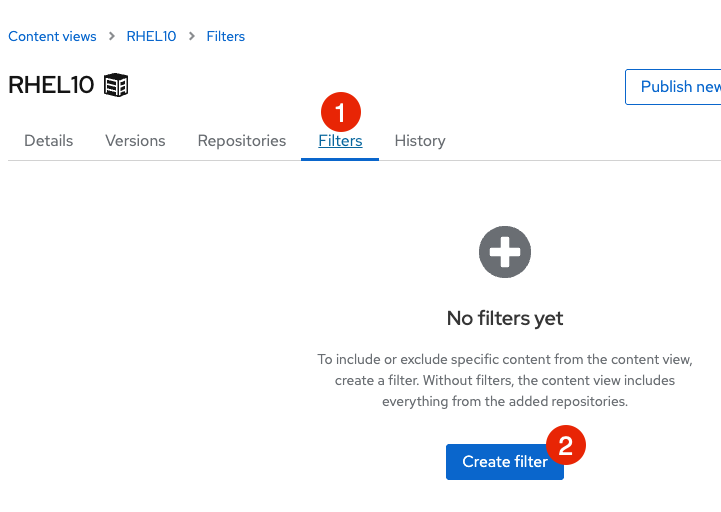 Content views > RHEL10 > Filters
RHEL10
Publish new
1
Details Versions Repositories Filters History
No filters yet
To include or exclude specific content from the content view,
create a filter. Without filters, the content view includes
everything from the added repositories.
2
Create filter